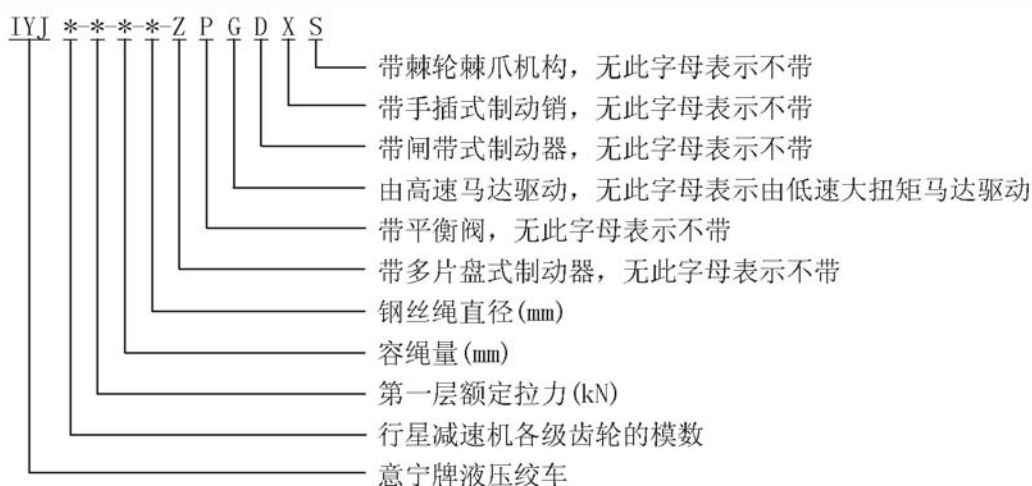 IYJ *-*-*-*-Z P G D X S
带棘轮棘爪机构，无此字母表示不带
带手插式制动销，无此字母表示不带
带闸带式制动器，无此字母表示不带
由高速马达驱动，无此字母表示由低速大扭矩马达驱动
带平衡阀，无此字母表示不带
带多片盘式制动器，无此字母表示不带
钢丝绳直径(mm)
容绳量(mm)
第一层额定拉力(kN)
行星减速机各级齿轮的模数
意宁牌液压绞车